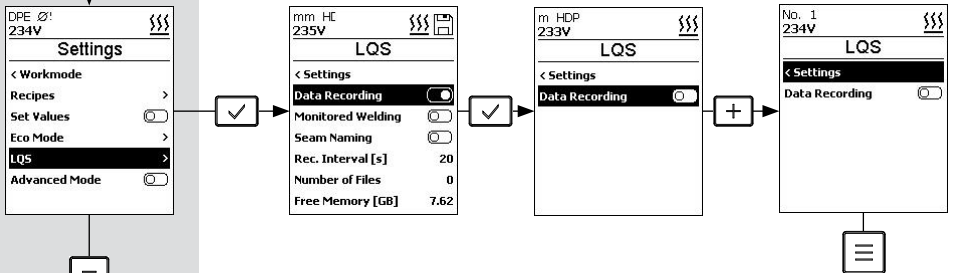 DPE Ø!
234V
Settings
< Workmode
Recipes >
Set Values
Eco Mode >
LQS >
Advanced Mode
mm HD
235V
LQS
< Settings
Data Recording
Monitored Welding
Seam Naming
Rec. Interval [s] 20
Number of Files 0
Free Memory [GB] 7.62
m HDP
233V
LQS
< Settings
Data Recording
No. 1
234V
LQS
< Settings
Data Recording